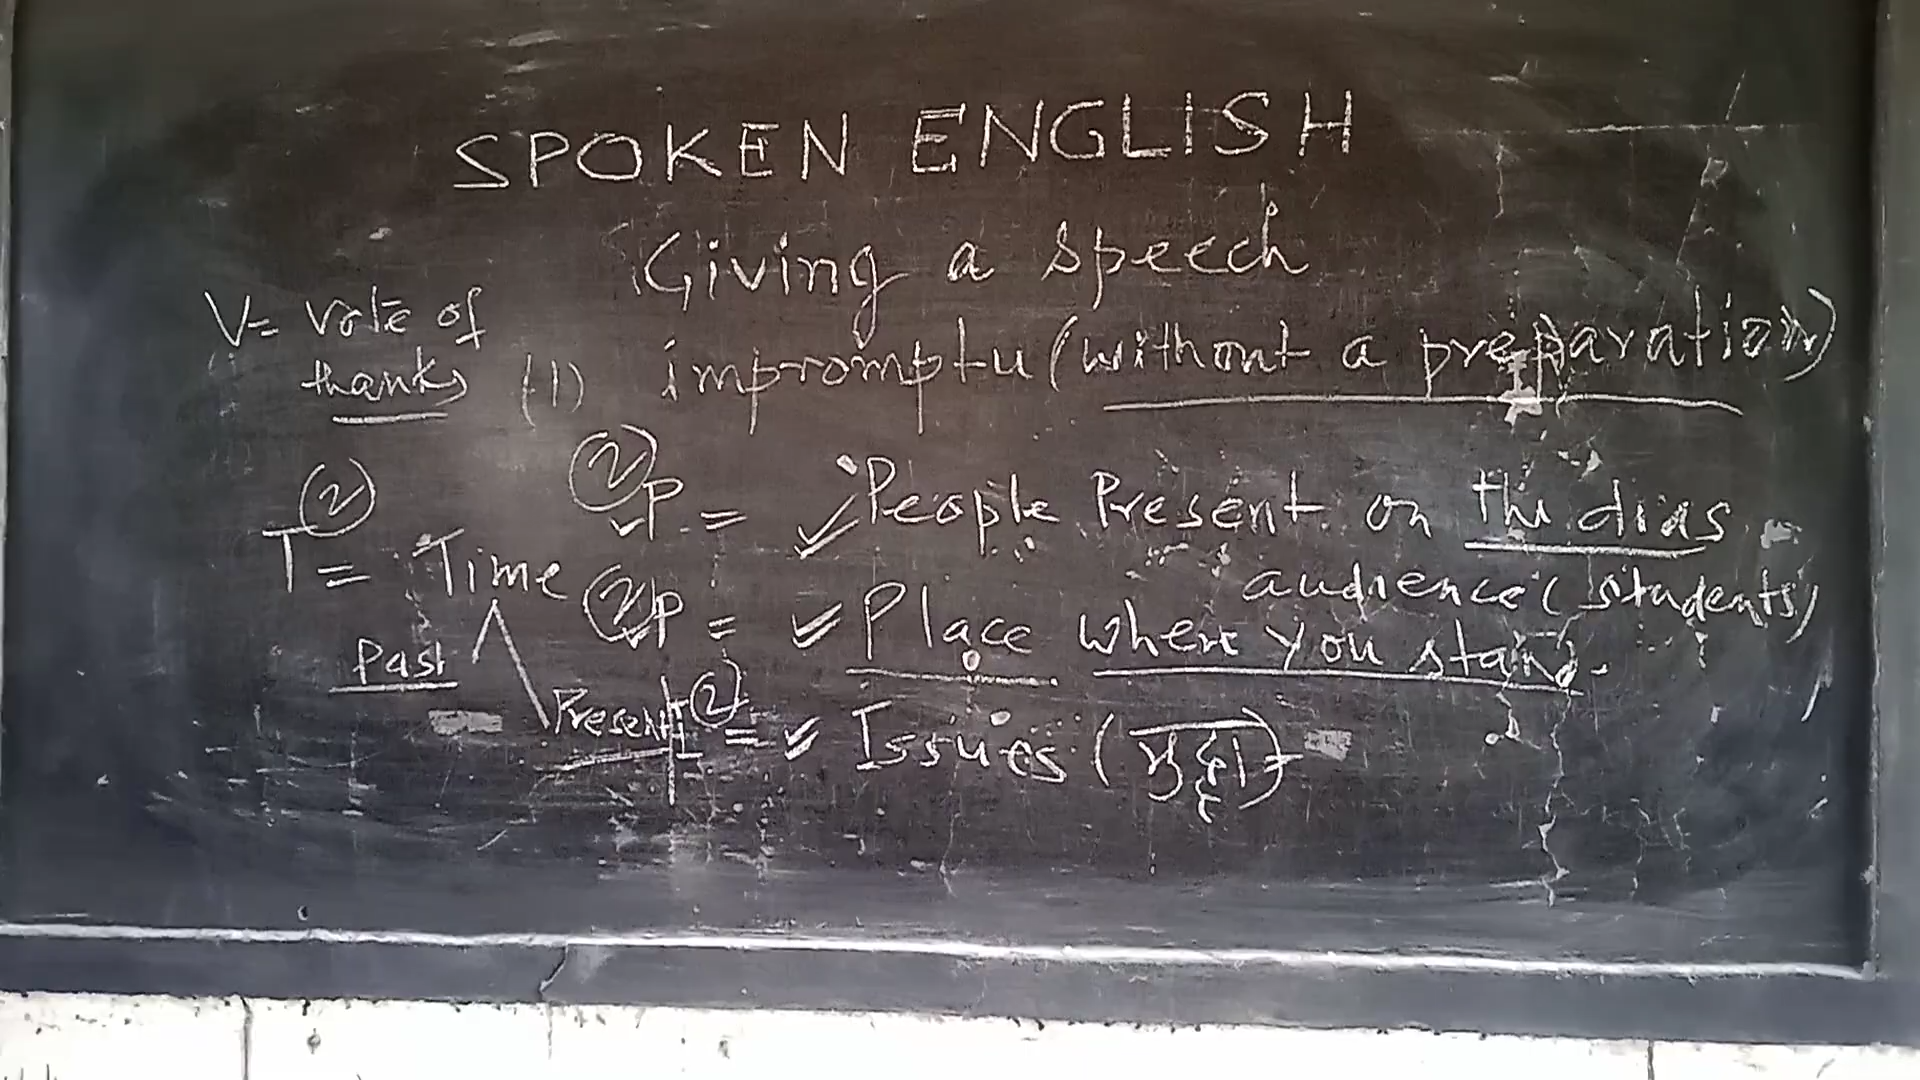 SPOKEN ENGLISH
Giving a speech
V= vote of
thanks
(1) impromptu (without a preparation)
② P = ✓ People Present on the dias
audience (students)
② T = Time
Past
Present
② P = ✓ Place where you stand.
② I = ✓ Issues (मुद्दा)